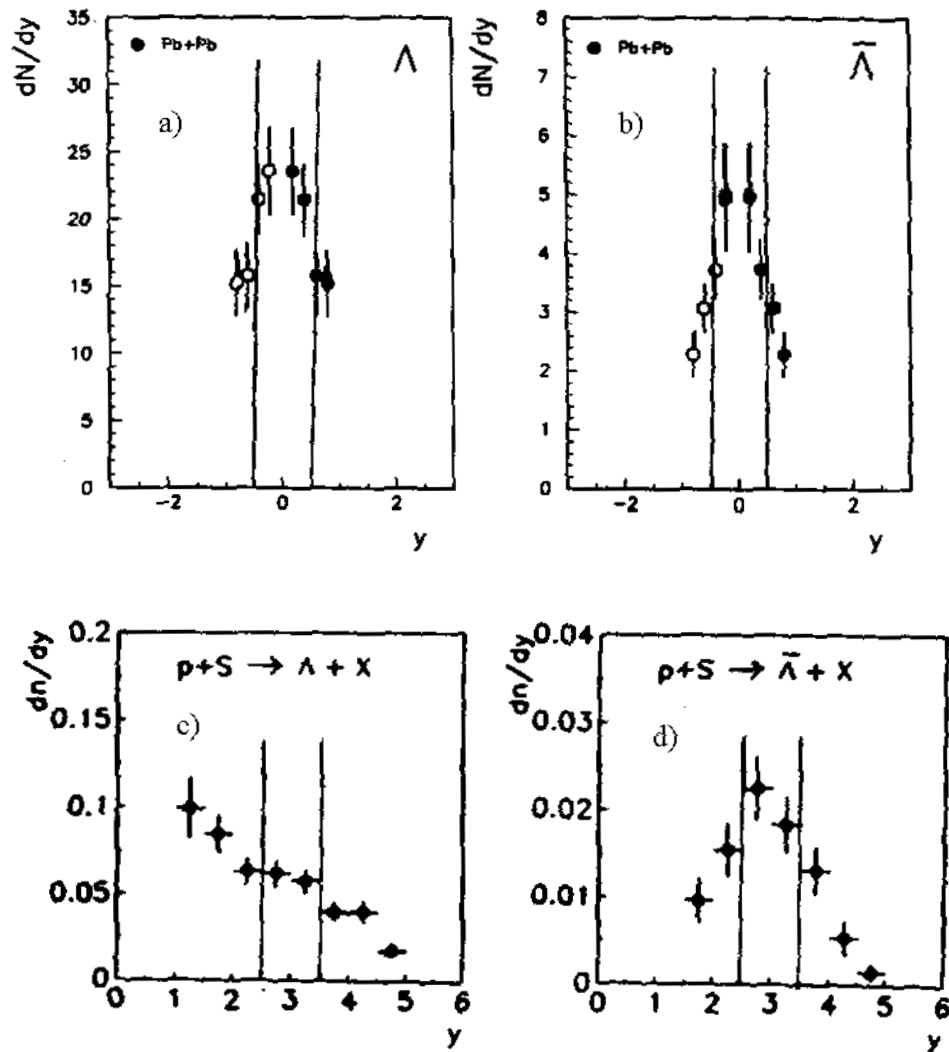 dN/dy
35
30
25
20
15
10
5
0
Pb+Pb
Λ
a)
-2
0
2
y
dN/dy
8
7
6
5
4
3
2
1
0
Pb+Pb
Λ̄
b)
-2
0
2
y
dn/dy
0.2
0.15
0.1
0.05
0
p+S → Λ + X
c)
0 1 2 3 4 5 6
y
dn/dy
0.04
0.03
0.02
0.01
0
p+S → Λ̄ + X
d)
0 1 2 3 4 5 6
y